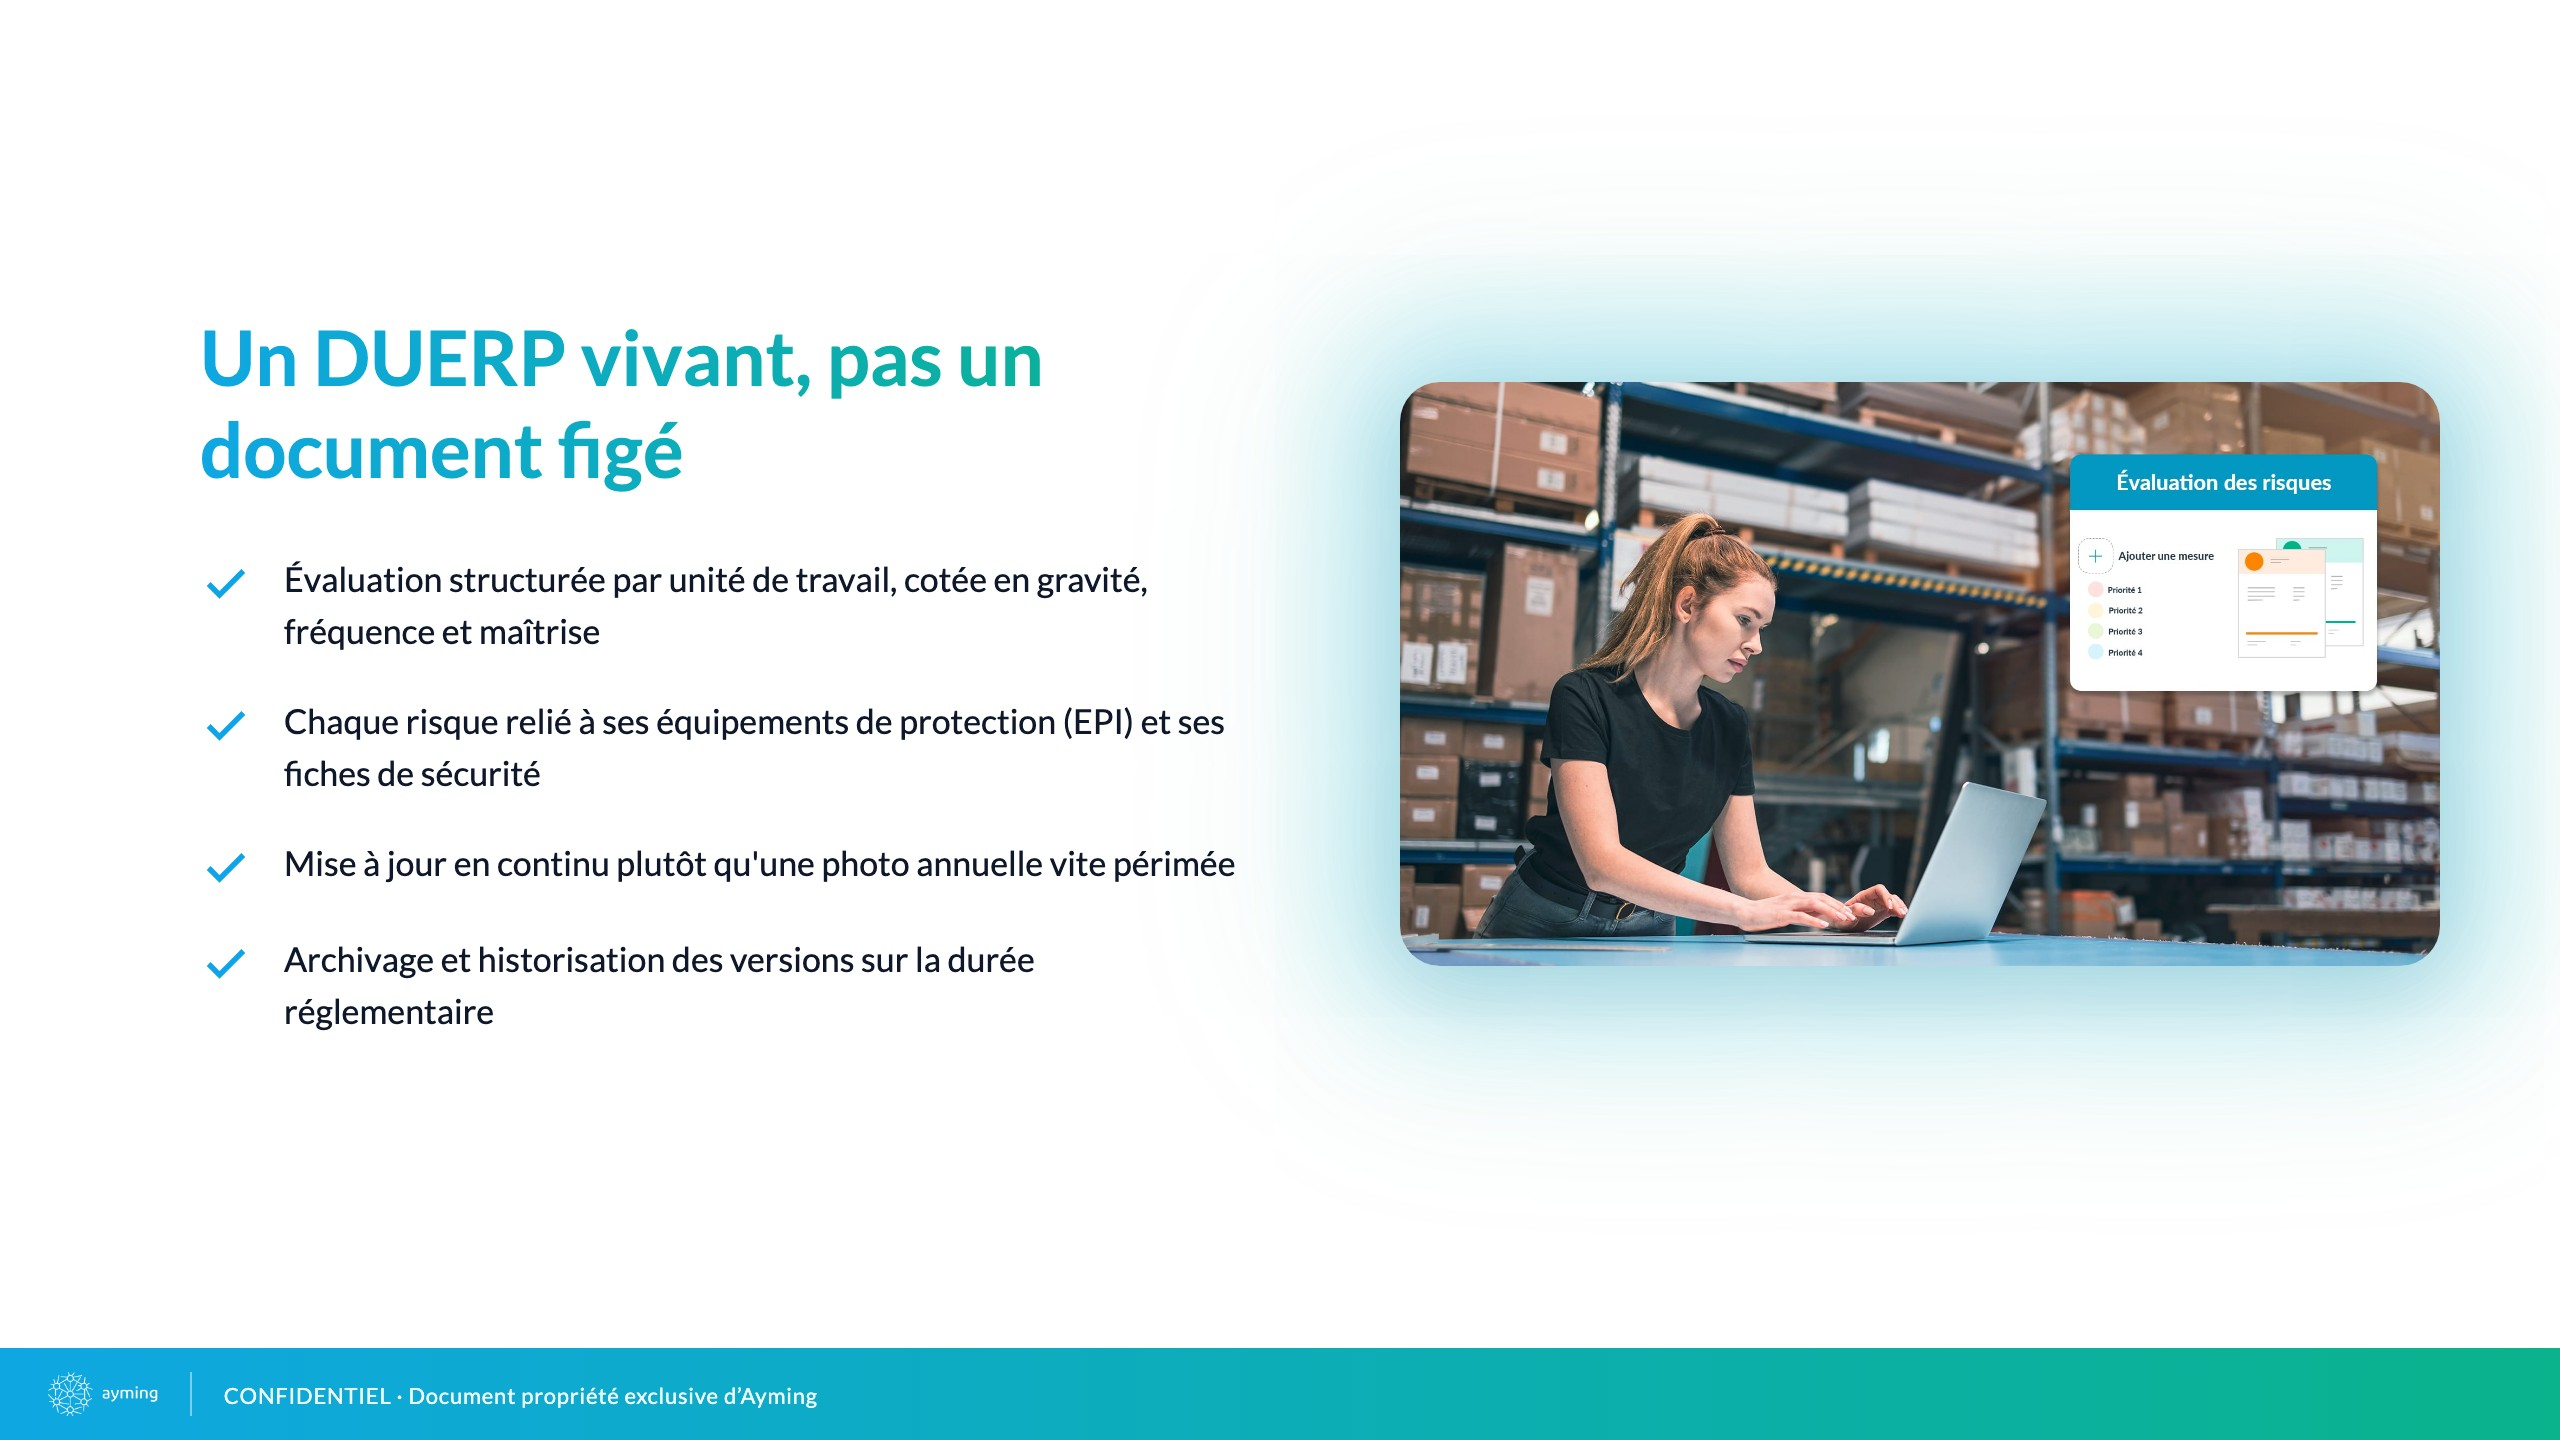 Un DUERP vivant, pas un
document figé
Évaluation structurée par unité de travail, cotée en gravité,
fréquence et maîtrise
Chaque risque relié à ses équipements de protection (EPI) et ses
fiches de sécurité
Mise à jour en continu plutôt qu'une photo annuelle vite périmée
Archivage et historisation des versions sur la durée
réglementaire
Évaluation des risques
Ajouter une mesure
Priorité 1
Priorité 2
Priorité 3
Priorité 4
ayming
CONFIDENTIEL · Document propriété exclusive d’Ayming